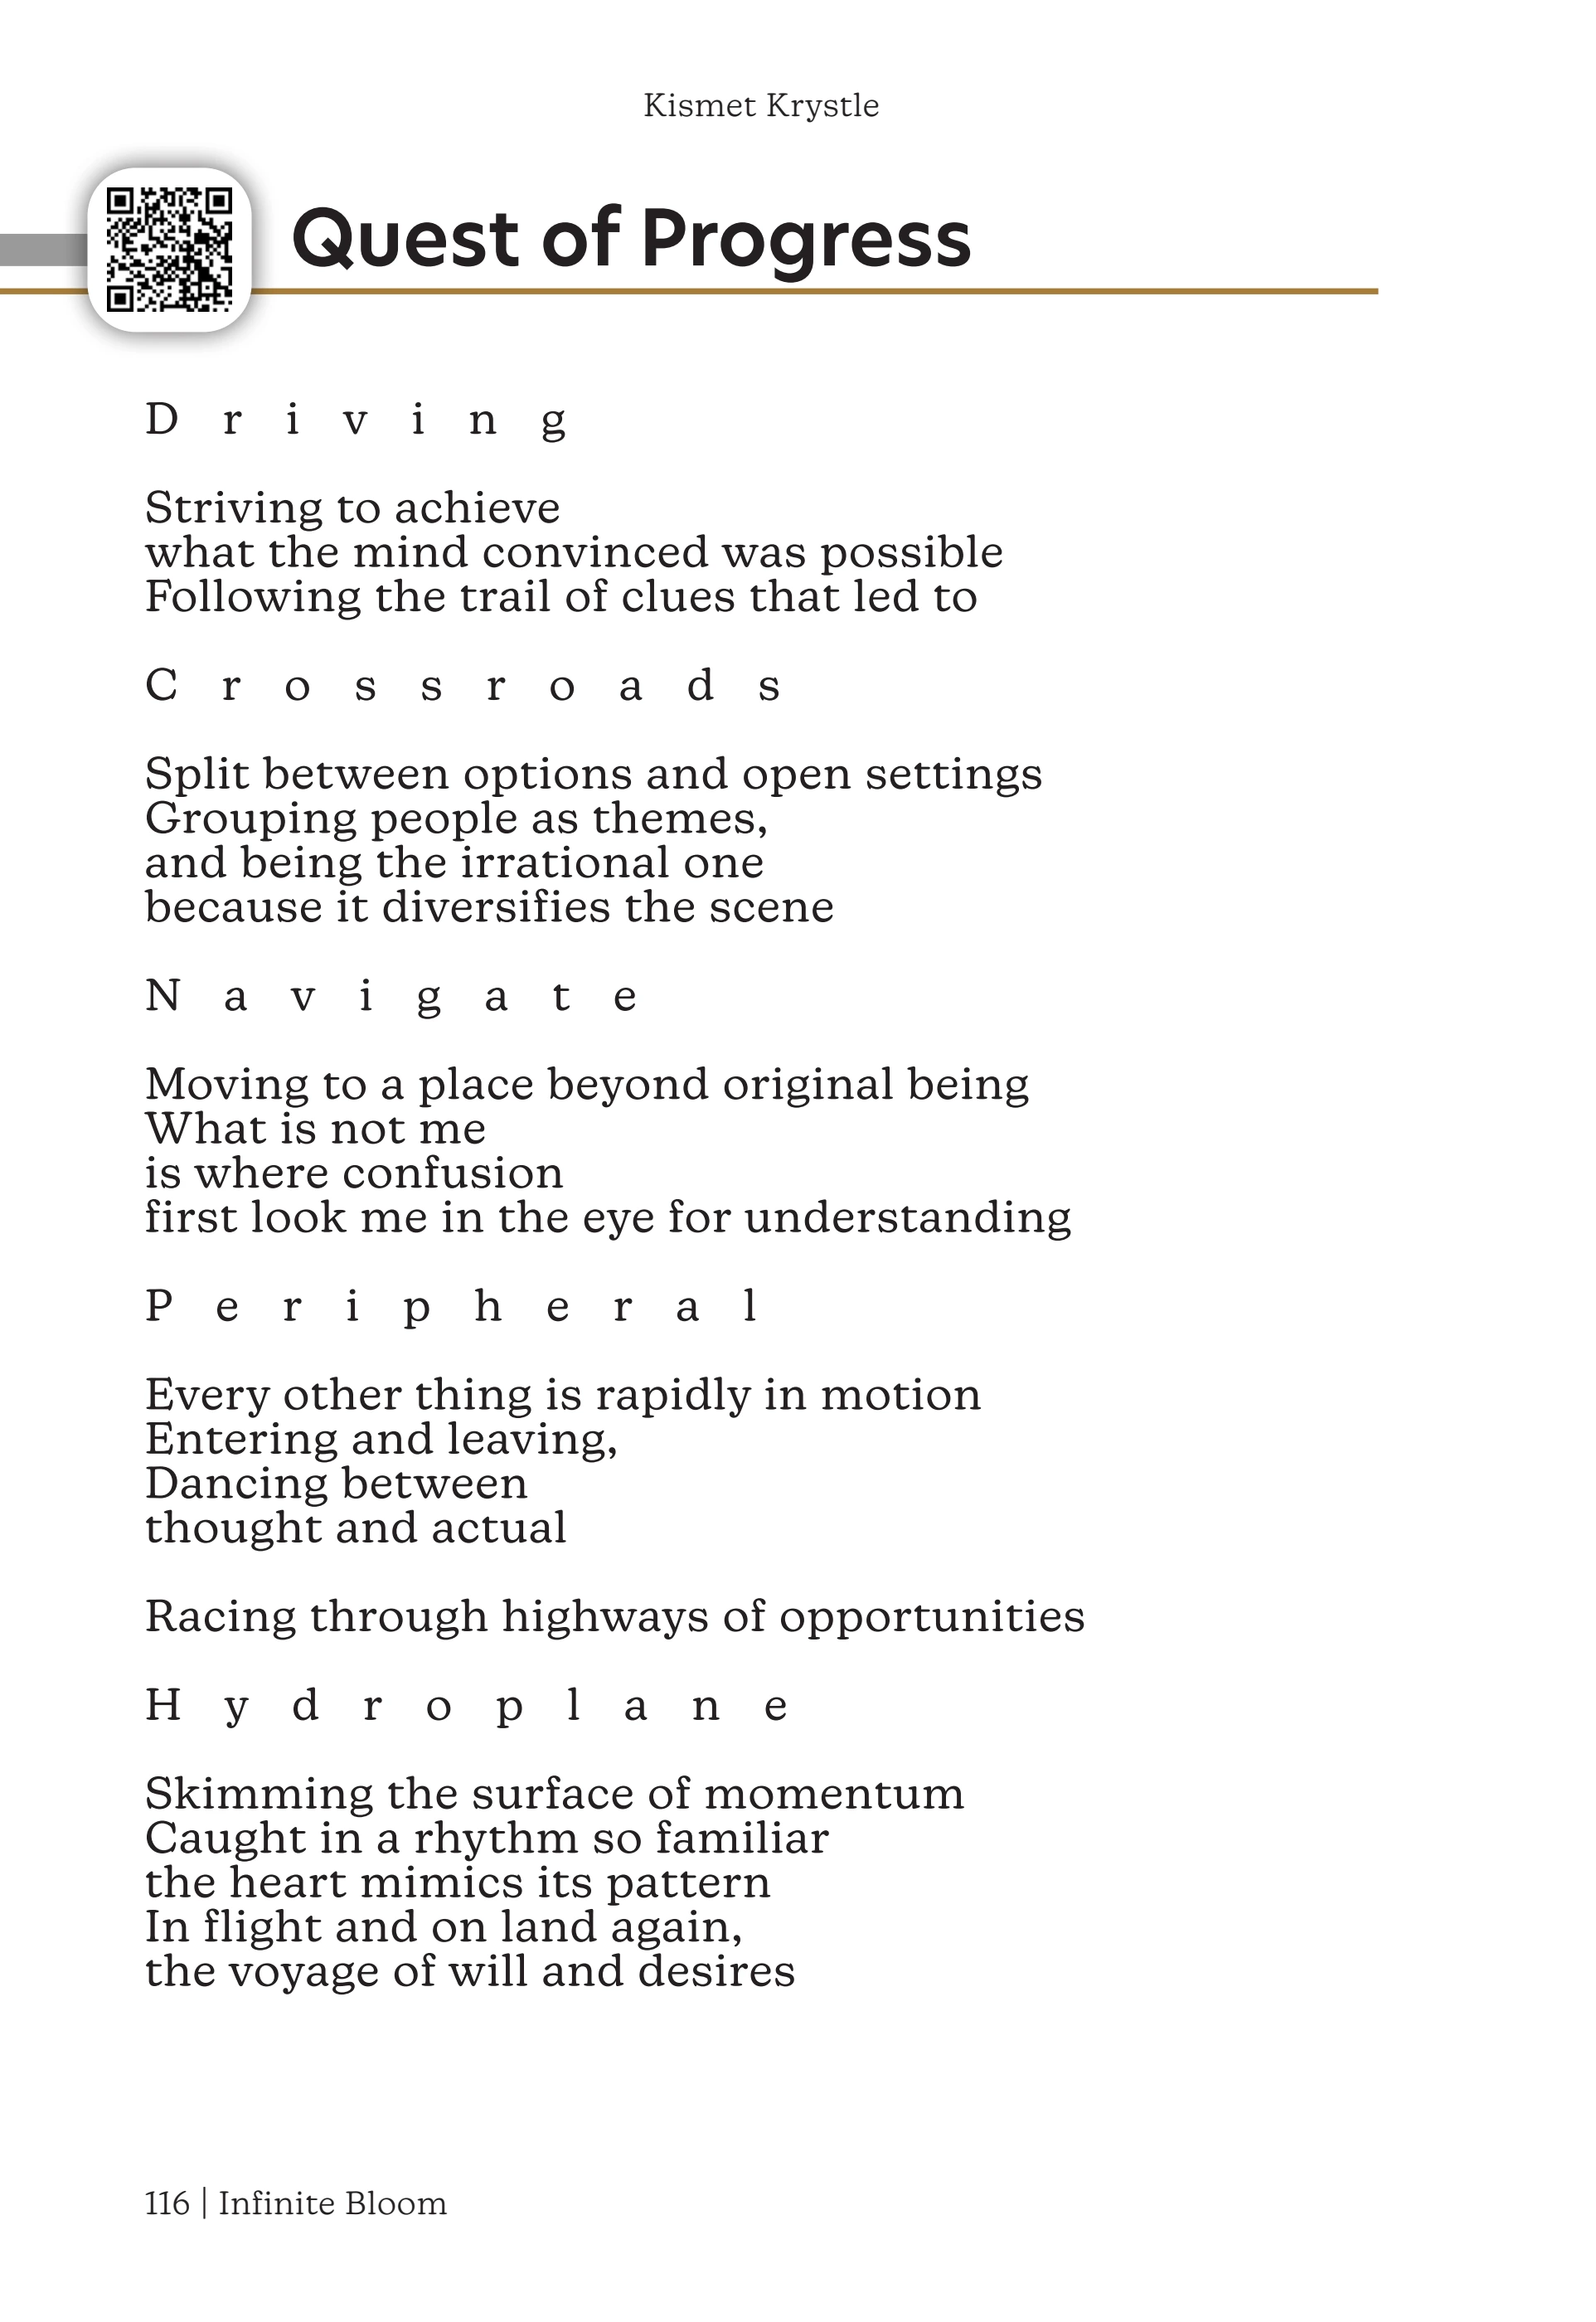 Kismet Krystle
Quest of Progress
D r i v i n g
Striving to achieve
what the mind convinced was possible
Following the trail of clues that led to
C r o s s r o a d s
Split between options and open settings
Grouping people as themes,
and being the irrational one
because it diversifies the scene
N a v i g a t e
Moving to a place beyond original being
What is not me
is where confusion
first look me in the eye for understanding
P e r i p h e r a l
Every other thing is rapidly in motion
Entering and leaving,
Dancing between
thought and actual
Racing through highways of opportunities
H y d r o p l a n e
Skimming the surface of momentum
Caught in a rhythm so familiar
the heart mimics its pattern
In flight and on land again,
the voyage of will and desires
116 | Infinite Bloom